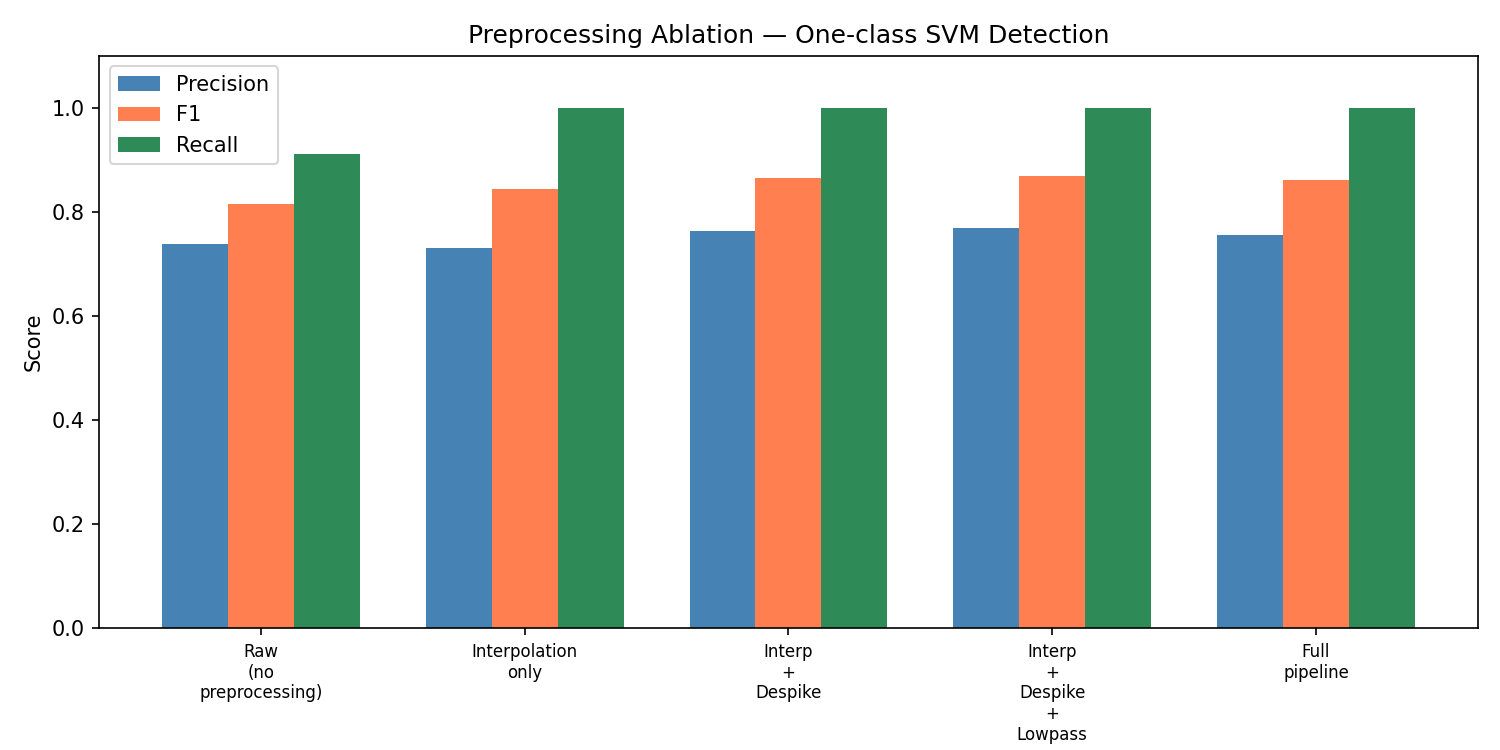 Preprocessing Ablation — One-class SVM Detection
Precision
F1
Recall
Score
1.0
0.8
0.6
0.4
0.2
0.0
Raw
(no
preprocessing)
Interpolation
only
Interp
+
Despike
Interp
+
Despike
+
Lowpass
Full
pipeline